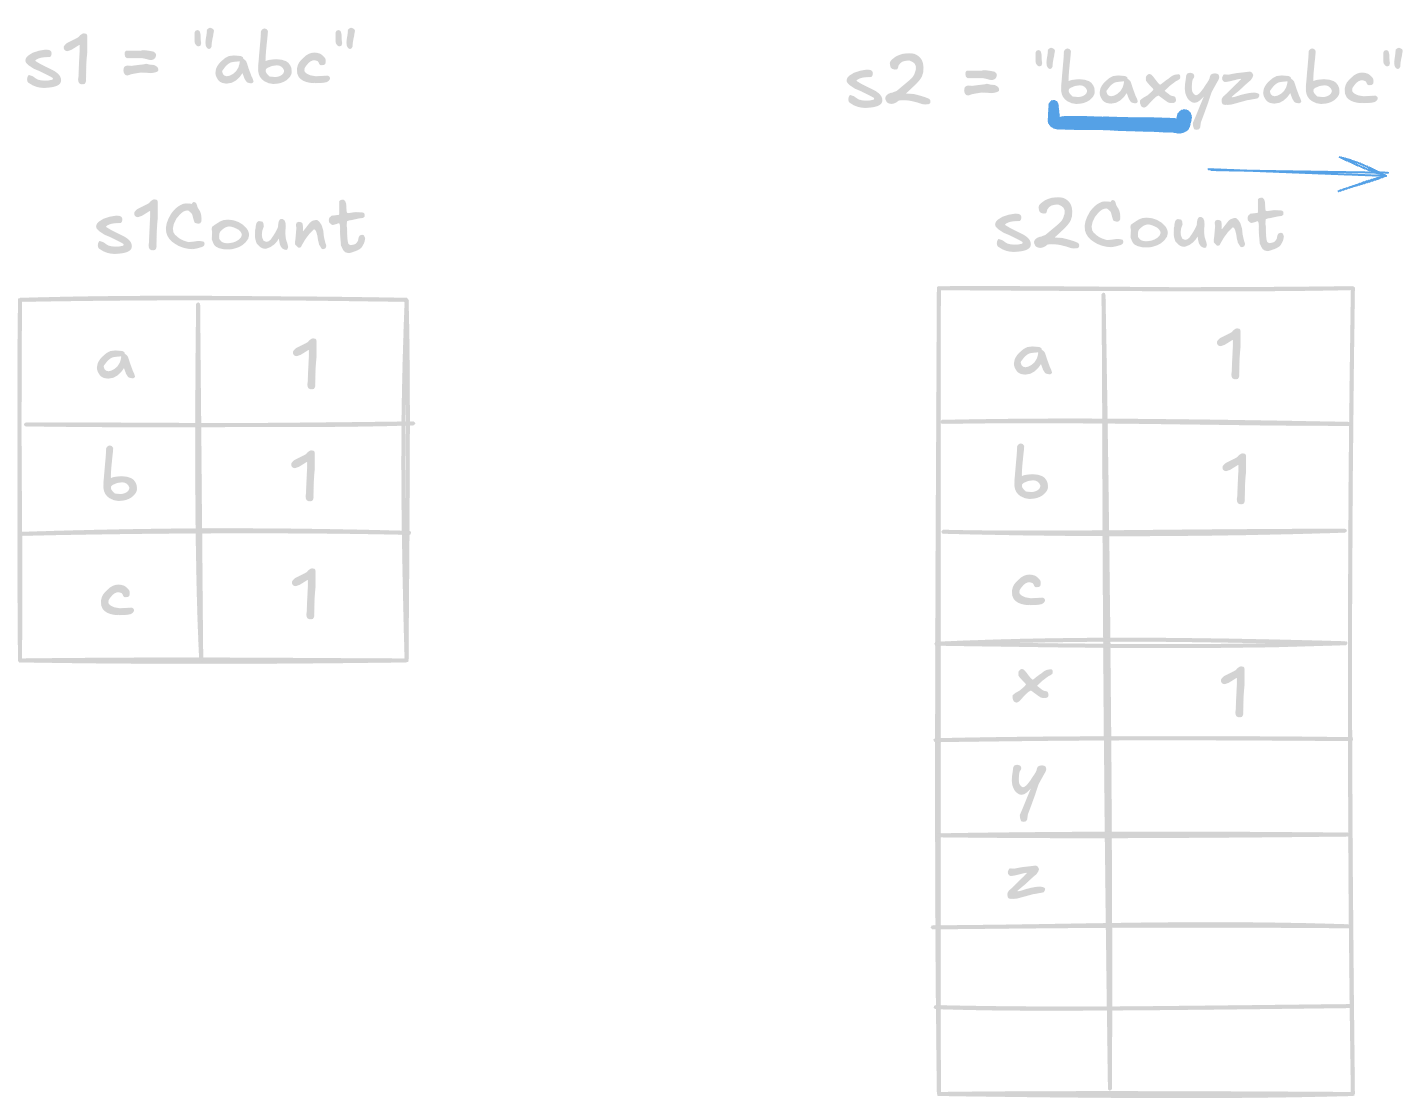 s1 = "abc"
s2 = "baxyzabc"
s1Count
s2Count
a 1
b 1
c 1
a 1
b 1
c
x 1
y
z